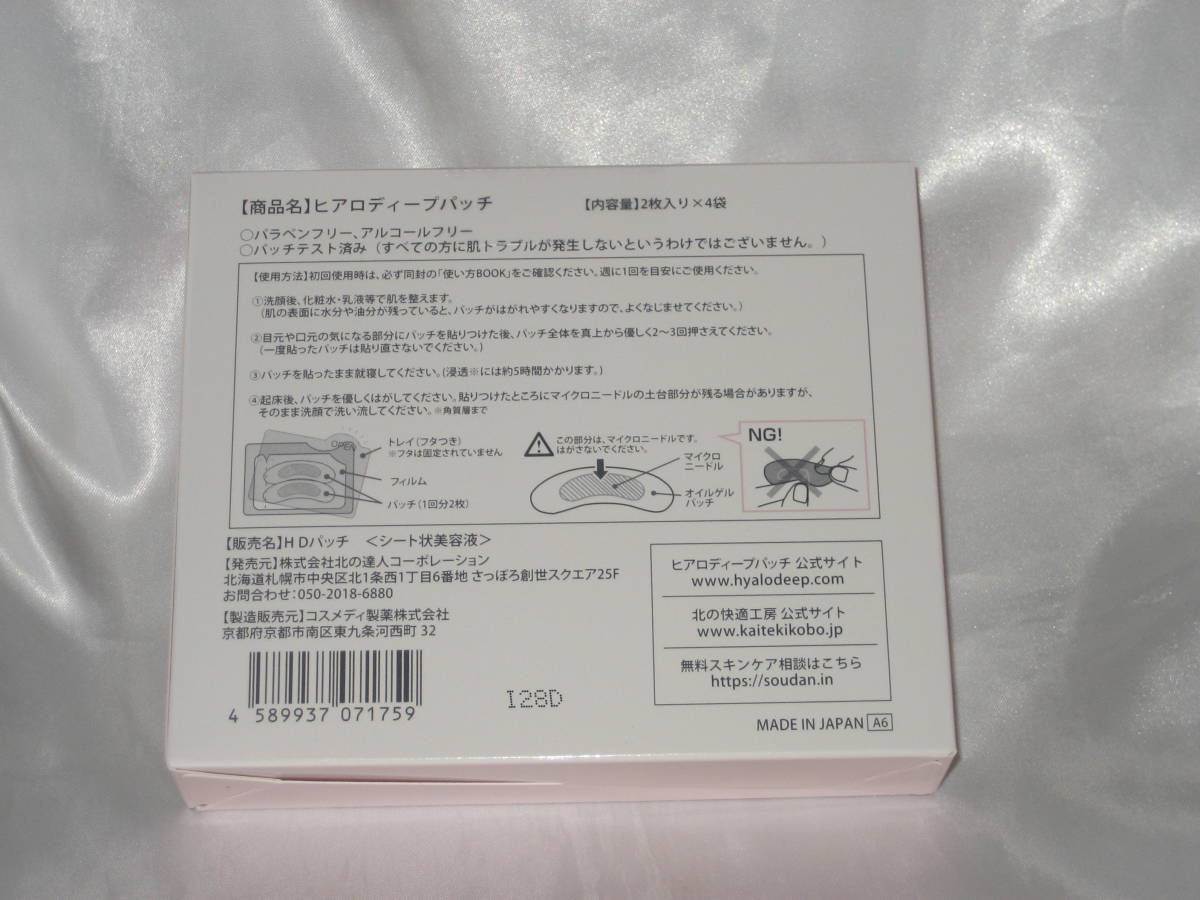 【商品名】ヒアロディープパッチ 【内容量】2枚入り×4袋
○パラベンフリー、アルコールフリー
○パッチテスト済み(すべての方に肌トラブルが発生しないというわけではございません。)
【使用方法】初回使用時は、必ず同封の「使い方BOOK」をご確認ください。週に1回を目安にご使用ください。
①洗顔後、化粧水・乳液等で肌を整えます。
(肌の表面に水分や油分が残っていると、パッチがはがれやすくなりますので、よくなじませてください。)
②目元や口元の気になる部分にパッチを貼りつけた後、パッチ全体を真上から優しく2~3回押さえてください。
(一度貼ったパッチは貼り直さないでください。)
③パッチを貼ったまま就寝してください。(浸透※には約5時間かかります。)
④起床後、パッチを優しくはがしてください。貼りつけたところにマイクロニードルの土台部分が残る場合がありますが、
そのまま洗顔で洗い流してください。※角質層まで
OPEN
トレイ(フタつき)
※フタは固定されていません
フィルム
パッチ(1回分2枚)
この部分は、マイクロニードルです。
はがさないでください。
マイクロ
ニードル
オイルゲル
パッチ
NG!
【販売名】H Dパッチ <シート状美容液>
【発売元】株式会社北の達人コーポレーション
北海道札幌市中央区北1条西1丁目6番地 さっぽろ創世スクエア25F
お問合わせ:050-2018-6880
【製造販売元】コスメディ製薬株式会社
京都府京都市南区東九条河西町 32
ヒアロディープパッチ 公式サイト
www.hyalodeep.com
北の快適工房 公式サイト
www.kaitekikobo.jp
無料スキンケア相談はこちら
https://soudan.in
4 589937 071759
I28D
MADE IN JAPAN A6